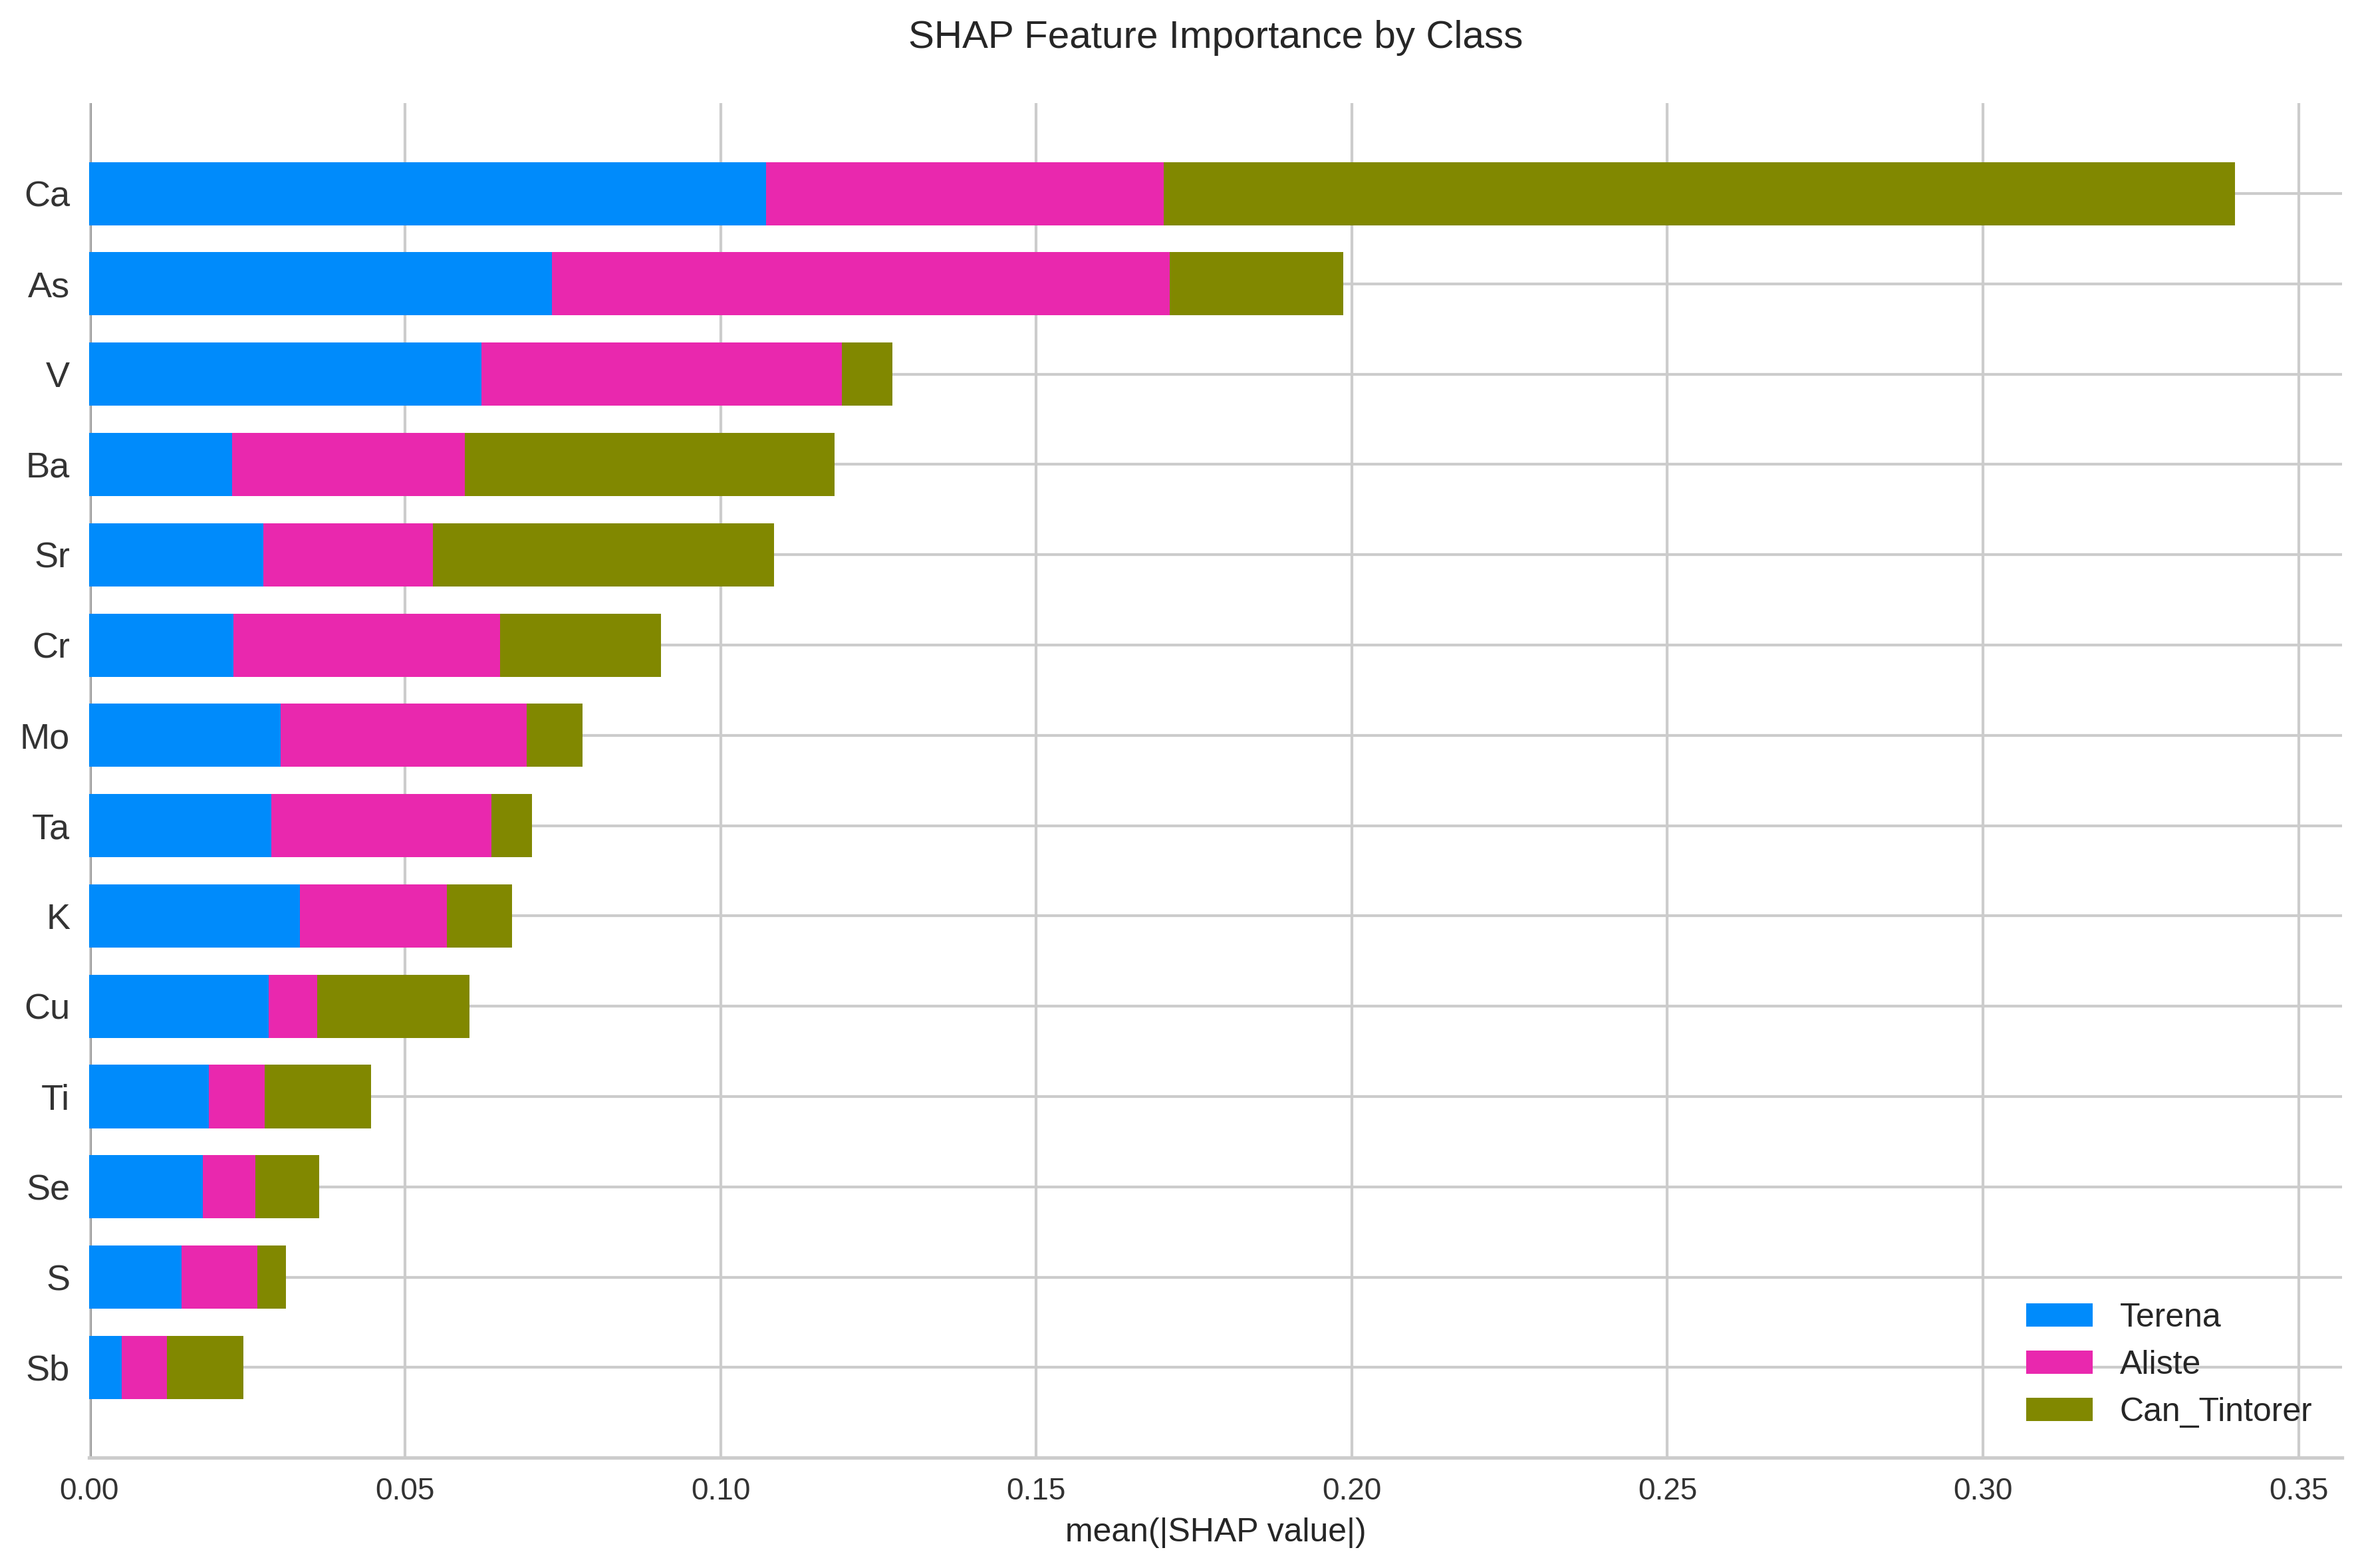 SHAP Feature Importance by Class
Ca
As
V
Ba
Sr
Cr
Mo
Ta
K
Cu
Ti
Se
S
Sb
Terena
Aliste
Can_Tintorer
0.00 0.05 0.10 0.15 0.20 0.25 0.30 0.35
mean(|SHAP value|)